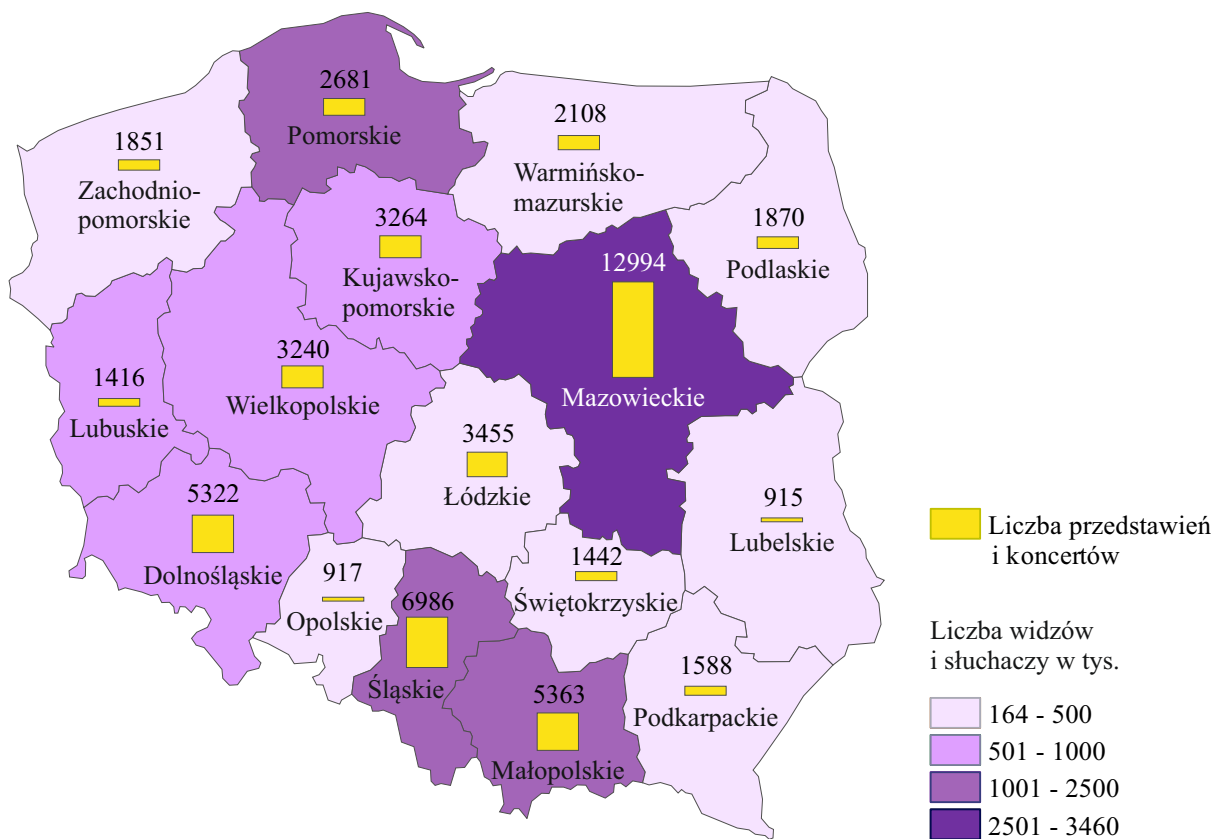 2681
Pomorskie
2108
Warmińsko-
mazurskie
1851
Zachodnio-
pomorskie
1870
Podlaskie
3264
Kujawsko-
pomorskie
12994
Mazowieckie
3240
Wielkopolskie
1416
Lubuskie
3455
Łódzkie
5322
Dolnośląskie
915
Lubelskie
1442
Świętokrzyskie
917
Opolskie
6986
Śląskie
5363
Małopolskie
1588
Podkarpackie
Liczba przedstawień
i koncertów
Liczba widzów
i słuchaczy w tys.
164 - 500
501 - 1000
1001 - 2500
2501 - 3460